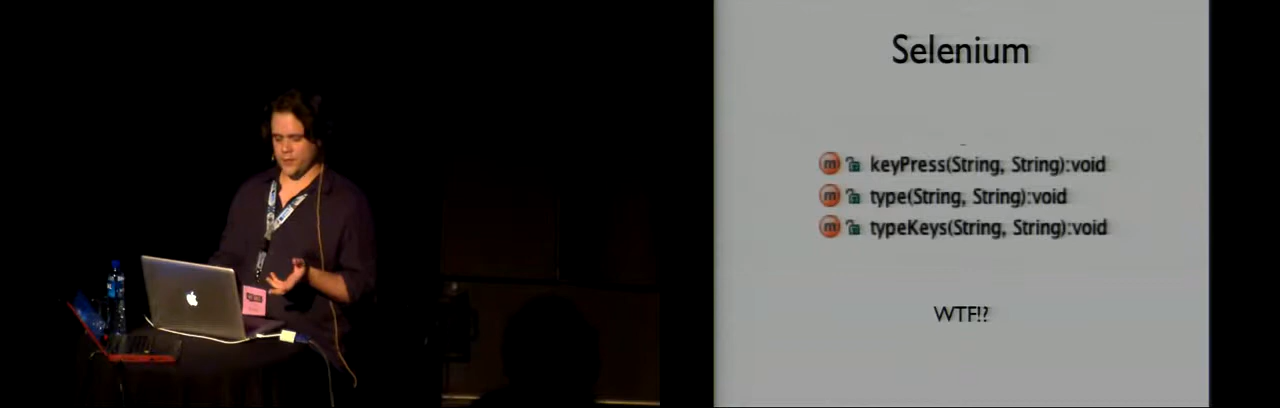 Selenium
m keyPress(String, String):void
m type(String, String):void
m typeKeys(String, String):void
WTF!?